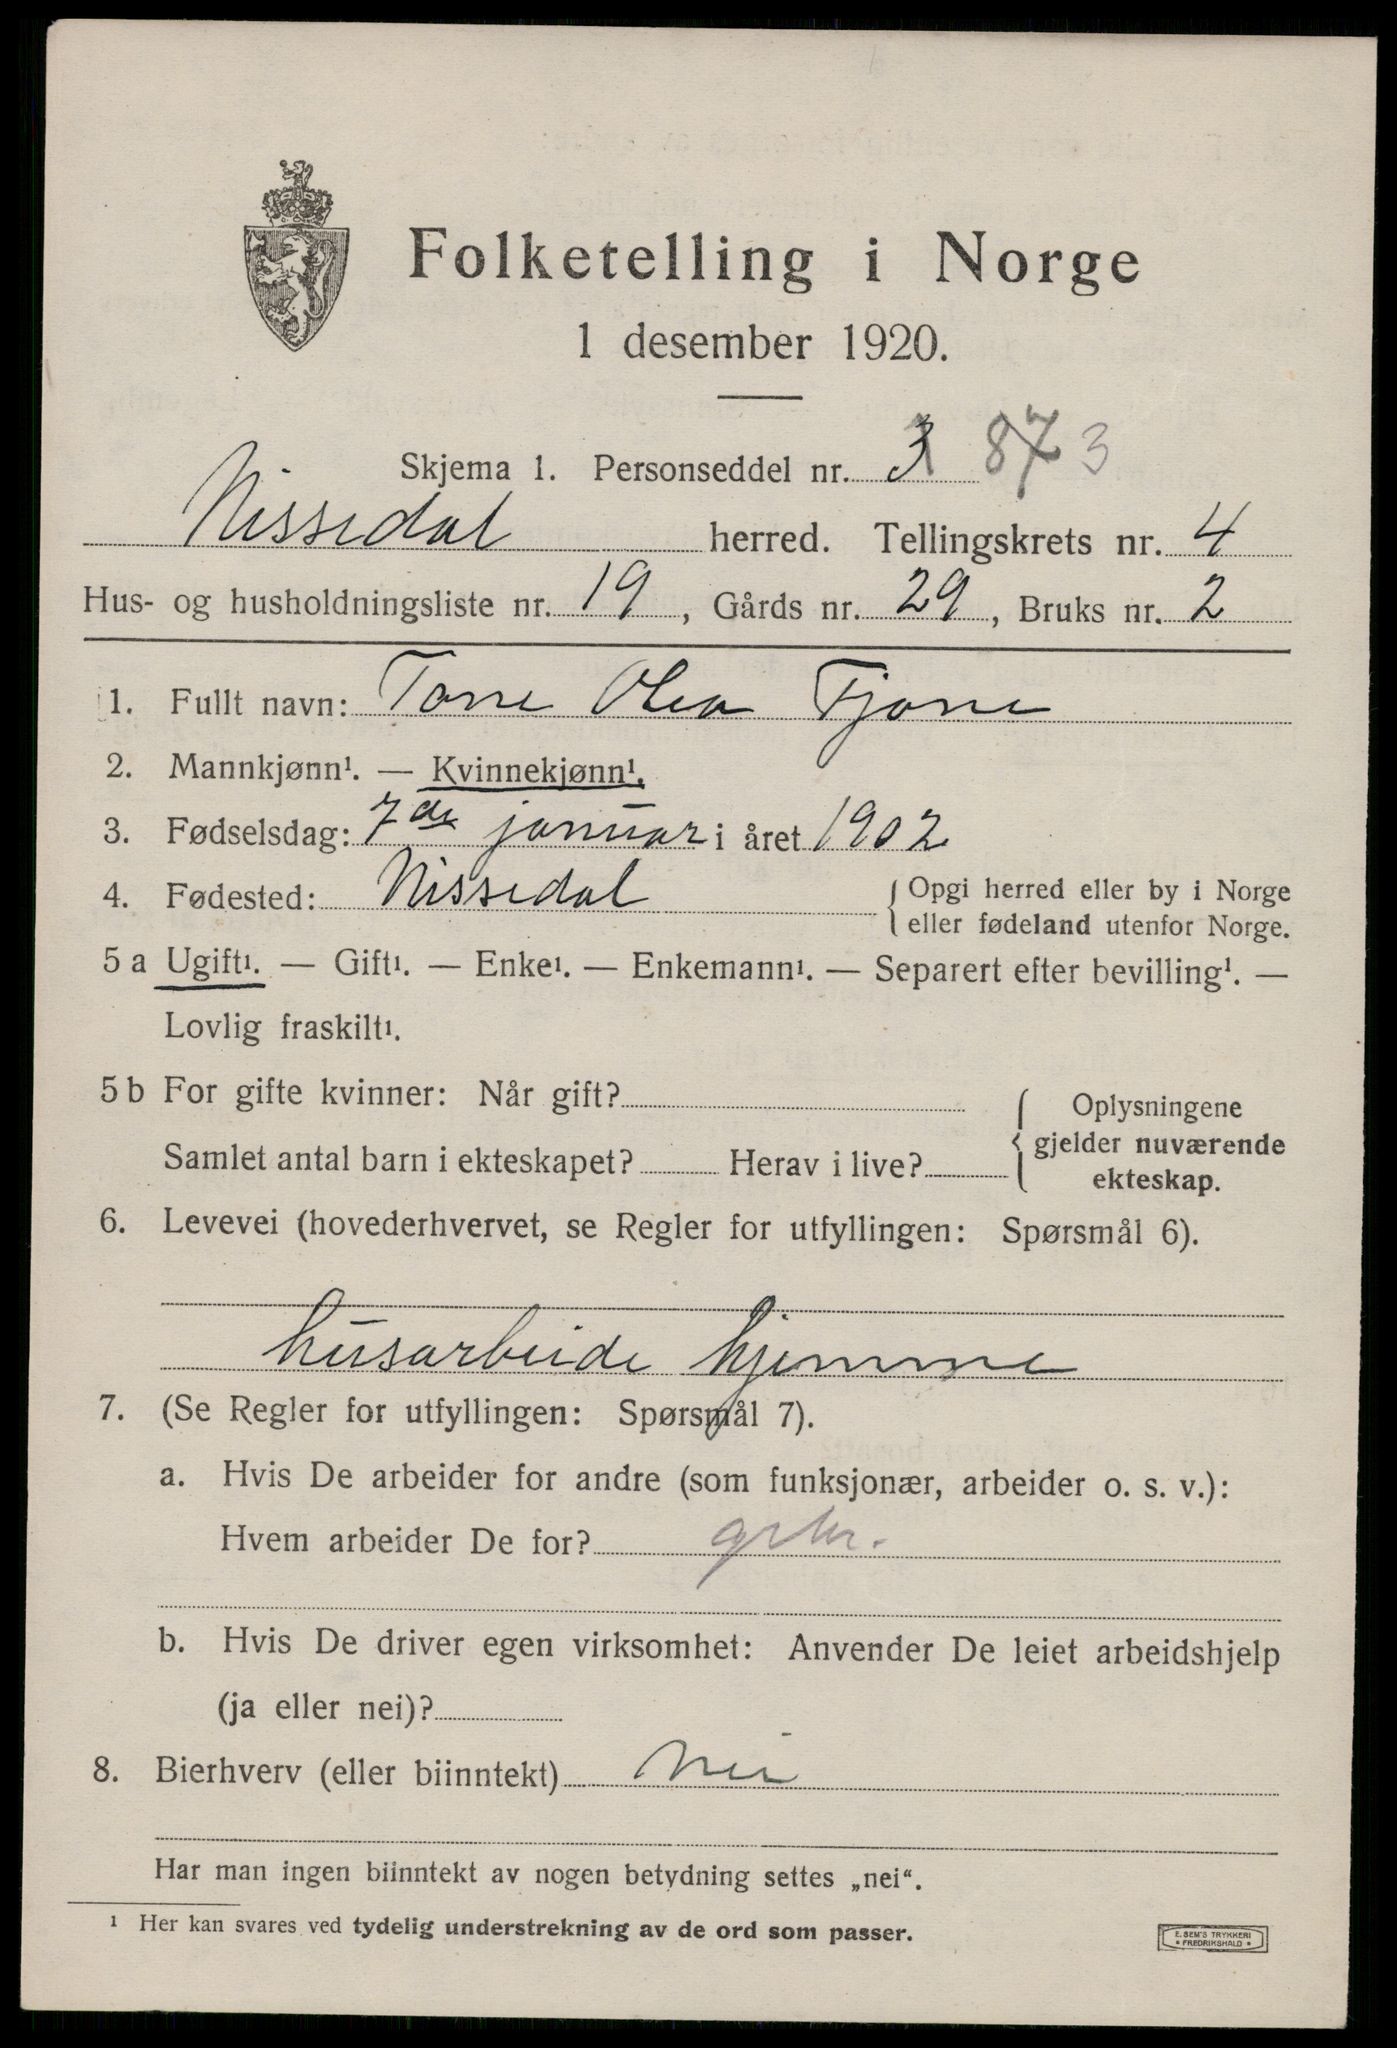 Folketelling i Norge
1 desember 1920.
Skjema 1. Personseddel nr. 3 873
Nissedal herred. Tellingskrets nr. 4
Hus- og husholdningsliste nr. 19, Gårds nr. 29, Bruks nr. 2
1. Fullt navn: Tone Olea Tjøne
2. Mannkjønn¹. — Kvinnekjønn¹.
3. Fødselsdag: 7de januar i året 1902
4. Fødested: Nissedal { Opgi herred eller by i Norge
eller fødeland utenfor Norge.
5 a Ugift¹. — Gift¹. — Enke¹. — Enkemann¹. — Separert efter bevilling¹. —
Lovlig fraskilt¹.
5 b For gifte kvinner: Når gift? { Oplysningene
gjelder nuværende
Samlet antal barn i ekteskapet? Herav i live? ekteskap.
6. Levevei (hovederhvervet, se Regler for utfyllingen: Spørsmål 6).
husarbeide hjemme
7. (Se Regler for utfyllingen: Spørsmål 7).
a. Hvis De arbeider for andre (som funksjonær, arbeider o. s. v.):
Hvem arbeider De for?
b. Hvis De driver egen virksomhet: Anvender De leiet arbeidshjelp
(ja eller nei)?
8. Bierhverv (eller biinntekt) nei
Har man ingen biinntekt av nogen betydning settes „nei“.
¹ Her kan svares ved tydelig understrekning av de ord som passer.
E. SEM'S TRYKKERI
* FREDRIKSHALD *